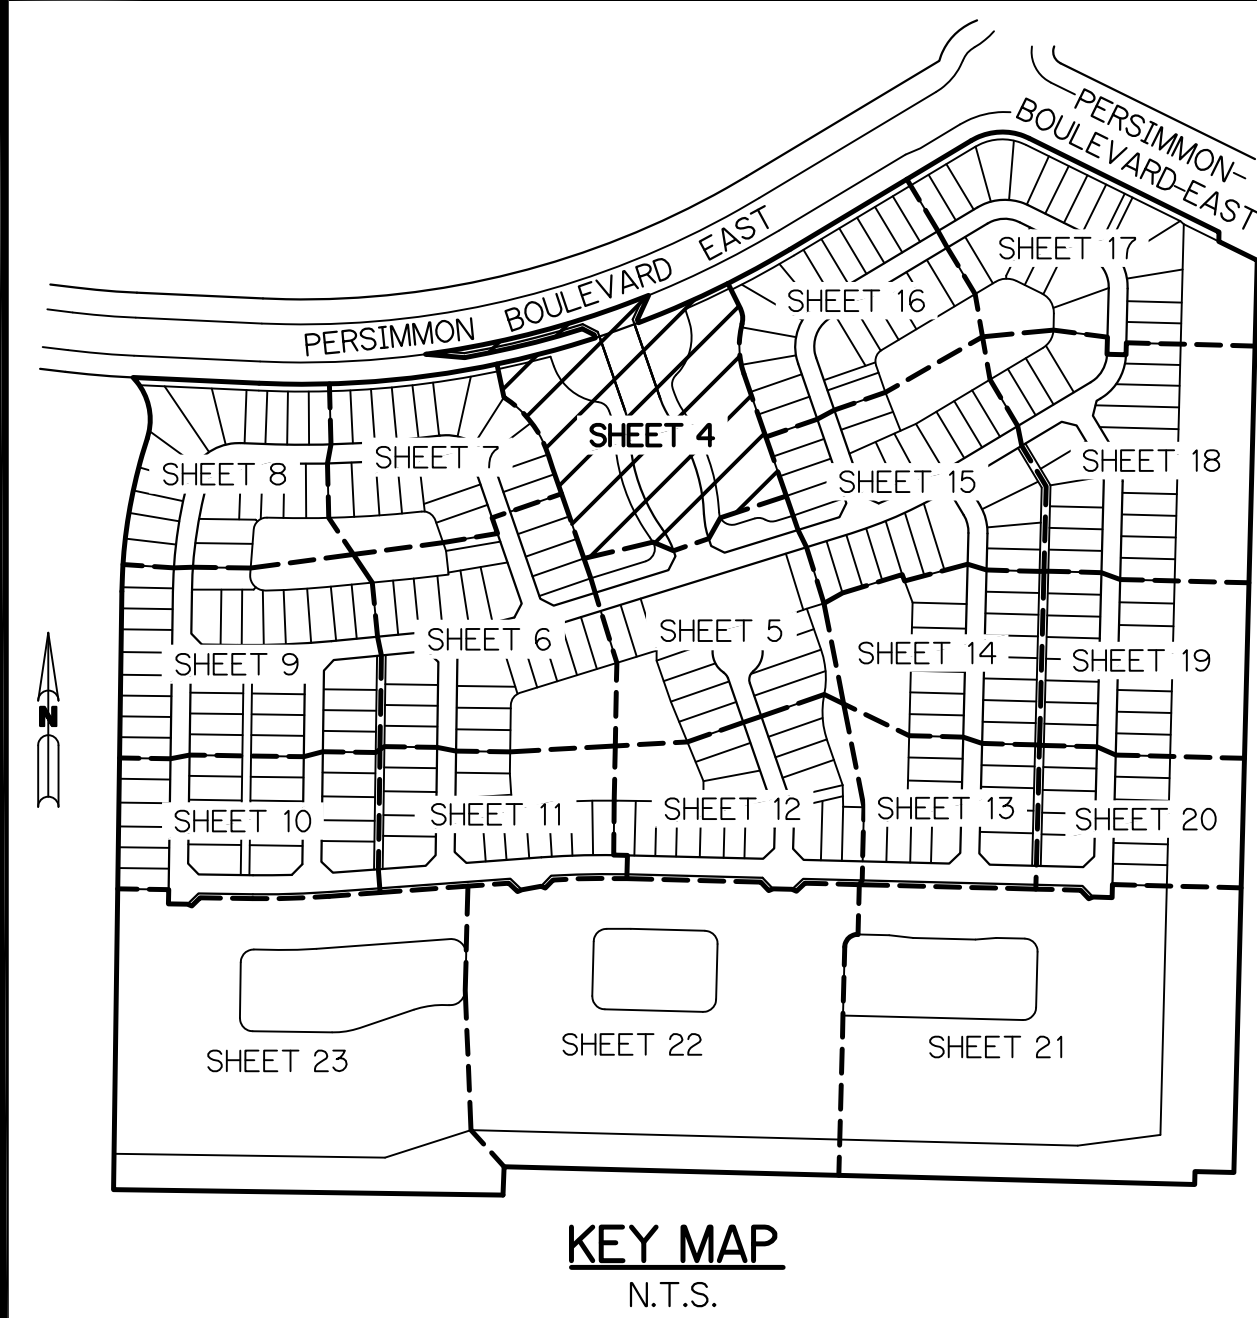 PERSIMMON-
BOULEVARD-EAST
PERSIMMON BOULEVARD EAST
SHEET 17
SHEET 16
SHEET 4
SHEET 7
SHEET 8
SHEET 18
SHEET 15
SHEET 5
SHEET 6
SHEET 14
SHEET 19
SHEET 9
N
SHEET 10
SHEET 11
SHEET 12
SHEET 13
SHEET 20
SHEET 23
SHEET 22
SHEET 21
KEY MAP
N.T.S.